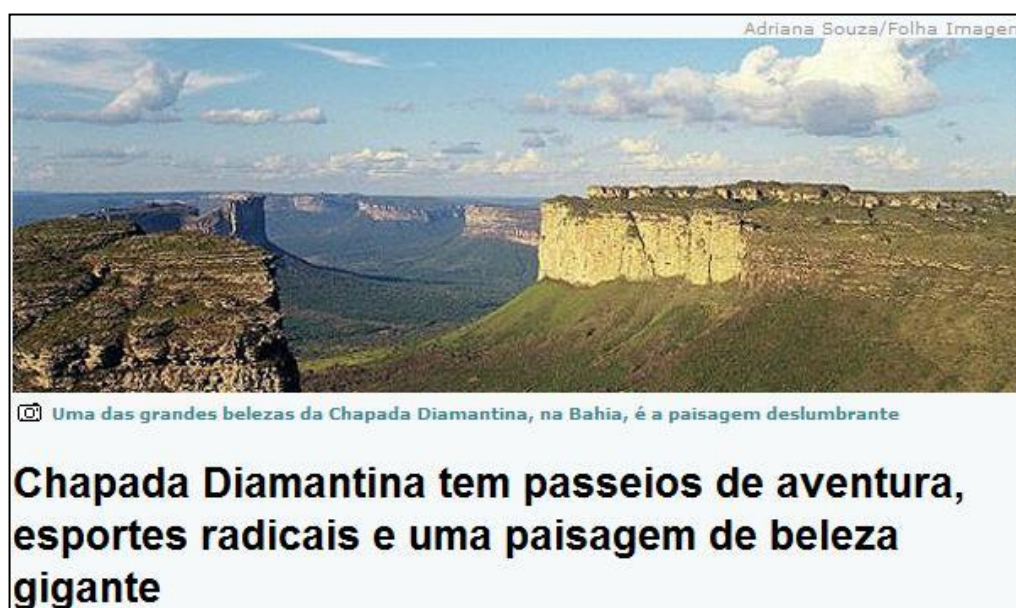 Adriana Souza/Folha Imagem
Uma das grandes belezas da Chapada Diamantina, na Bahia, é a paisagem deslumbrante
Chapada Diamantina tem passeios de aventura,
esportes radicais e uma paisagem de beleza
gigante